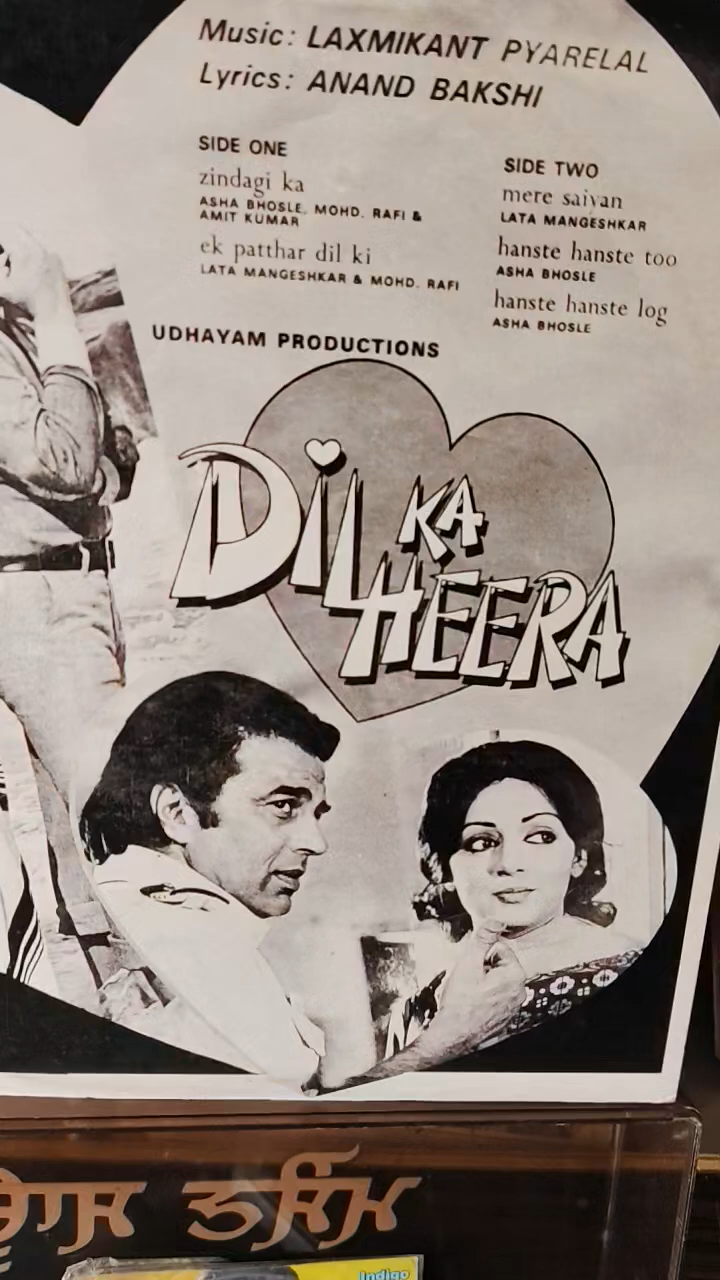 Music: LAXMIKANT PYARELAL
Lyrics: ANAND BAKSHI
SIDE ONE
zindagi ka
ASHA BHOSLE, MOHD. RAFI &
AMIT KUMAR
ek patthar dil ki
LATA MANGESHKAR & MOHD. RAFI
SIDE TWO
mere saiyan
LATA MANGESHKAR
hanste hanste too
ASHA BHOSLE
hanste hanste log
ASHA BHOSLE
UDHAYAM PRODUCTIONS
DiL
KA
HEERA
Indigo